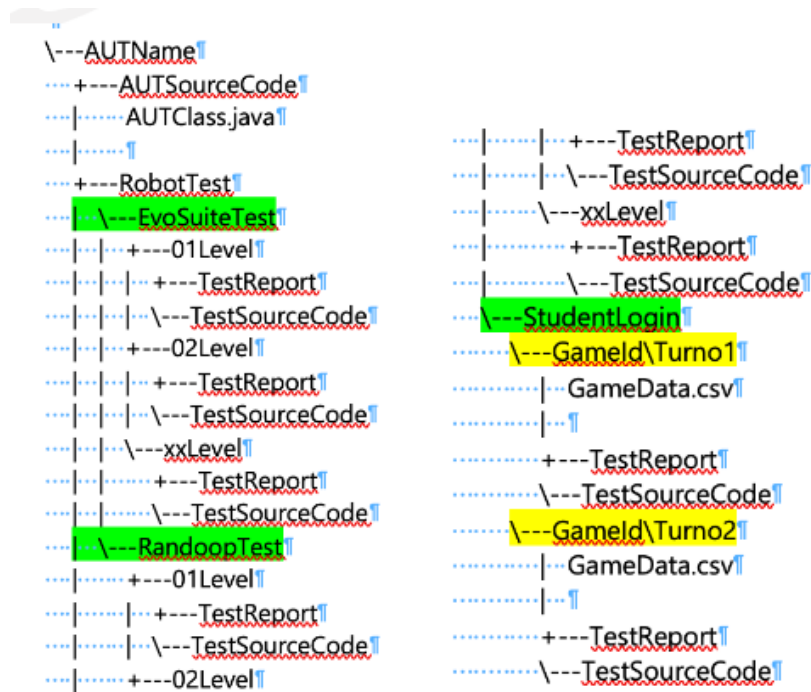 \---AUTName¶
+---AUTSourceCode¶
| AUTClass.java¶
| ¶
+---RobotTest¶
| \---EvoSuiteTest¶
| | +---01Level¶
| | | +---TestReport¶
| | | \---TestSourceCode¶
| | +---02Level¶
| | | +---TestReport¶
| | | \---TestSourceCode¶
| | \---xxLevel¶
| | +---TestReport¶
| | \---TestSourceCode¶
| \---RandoopTest¶
| +---01Level¶
| | +---TestReport¶
| | \---TestSourceCode¶
| +---02Level¶
| | +---TestReport¶
| | \---TestSourceCode¶
| \---xxLevel¶
| +---TestReport¶
| \---TestSourceCode¶
\---StudentLogin¶
\---GameId\Turno1¶
| GameData.csv¶
| ¶
+---TestReport¶
\---TestSourceCode¶
\---GameId\Turno2¶
| GameData.csv¶
| ¶
+---TestReport¶
\---TestSourceCode¶